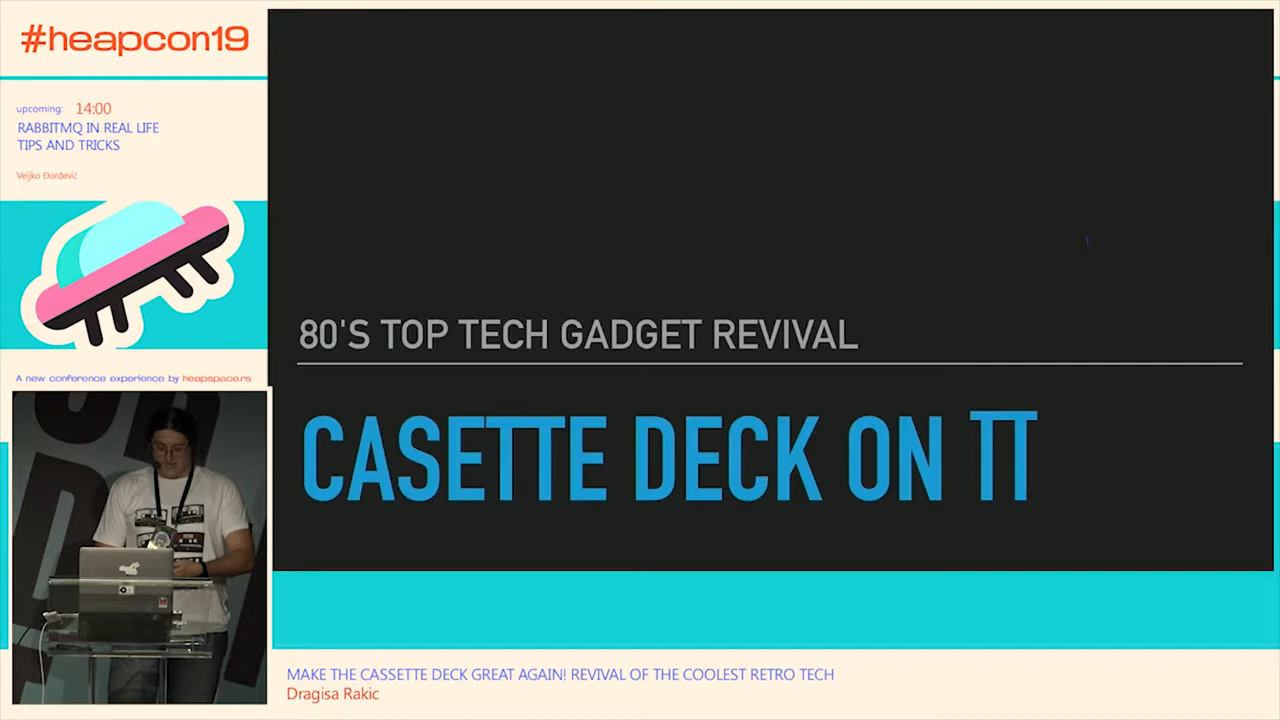 #heapcon19
upcoming: 14:00
RABBITMQ IN REAL LIFE
TIPS AND TRICKS
Veljko Đorđević
A new conference experience by heapspace.rs
80'S TOP TECH GADGET REVIVAL
CASETTE DECK ON π
1
MAKE THE CASSETTE DECK GREAT AGAIN! REVIVAL OF THE COOLEST RETRO TECH
Dragisa Rakic